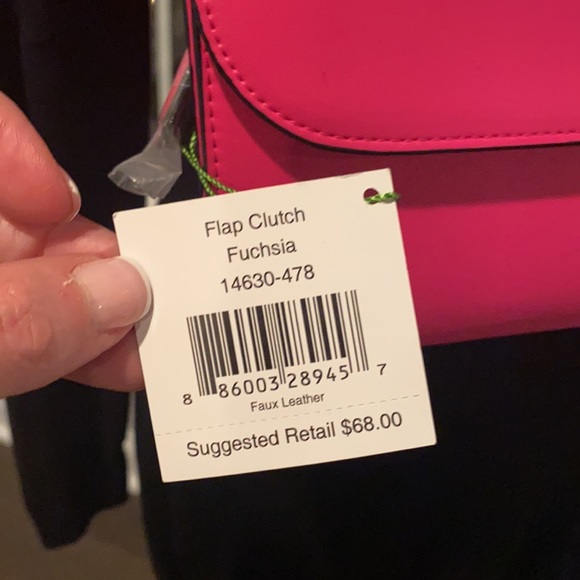 Flap Clutch
Fuchsia
14630-478
8 86003 28945 7
Faux Leather
Suggested Retail $68.00